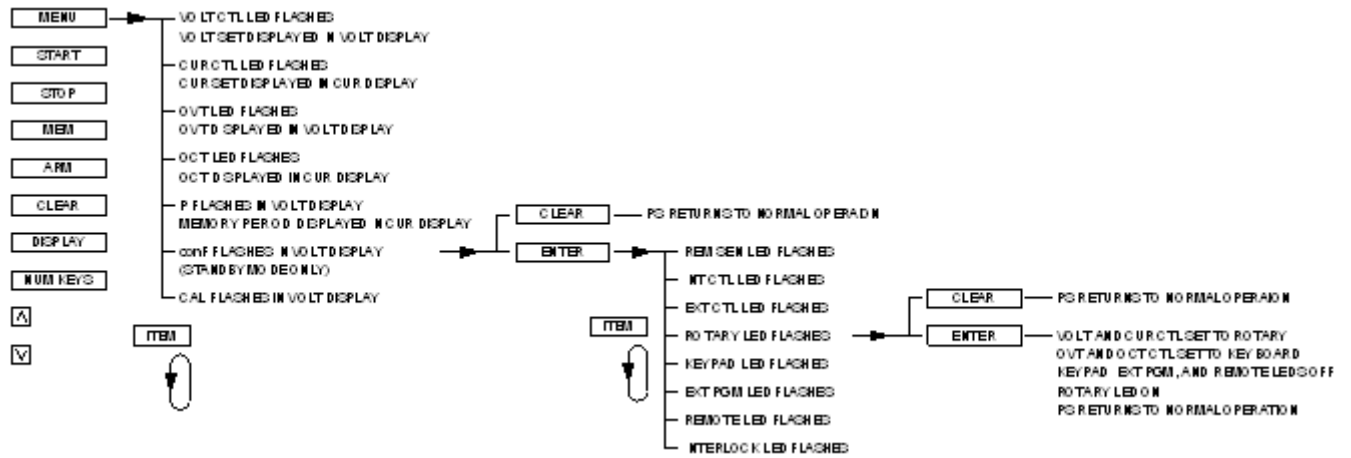 MENU
VOLT CTL LED FLASHES
VOLT SET DISPLAYED IN VOLT DISPLAY
START
CUR CTL LED FLASHES
CUR SET DISPLAYED IN CUR DISPLAY
STOP
OVT LED FLASHES
MEM
OVT DISPLAYED IN VOLT DISPLAY
OCT LED FLASHES
ARM
OCT DISPLAYED IN CUR DISPLAY
CLEAR
P FLASHES IN VOLT DISPLAY
MEMORY PEROD DISPLAYED IN CUR DISPLAY
CLEAR
PS RETURNS TO NORMAL OPERAION
DISPLAY
conF FLASHES IN VOLT DISPLAY
(STANDBY MODE ONLY)
ENTER
REM SEN LED FLASHES
NUM KEYS
CAL FLASHES IN VOLT DISPLAY
INT CTL LED FLASHES
EXT CTL LED FLASHES
CLEAR
PS RETURNS TO NORMAL OPERAION
ITEM
ITEM
ROTARY LED FLASHES
ENTER
VOLT AND CUR CTL SET TO ROTARY
OVT AND OCT CTL SET TO KEYBOARD
KEYPAD EXT PGM, AND REMOTE LEDS OFF
ROTARY LED ON
PS RETURNS TO NORMAL OPERATION
KEYPAD LED FLASHES
EXT PGM LED FLASHES
REMOTE LED FLASHES
INTERLOCK LED FLASHES